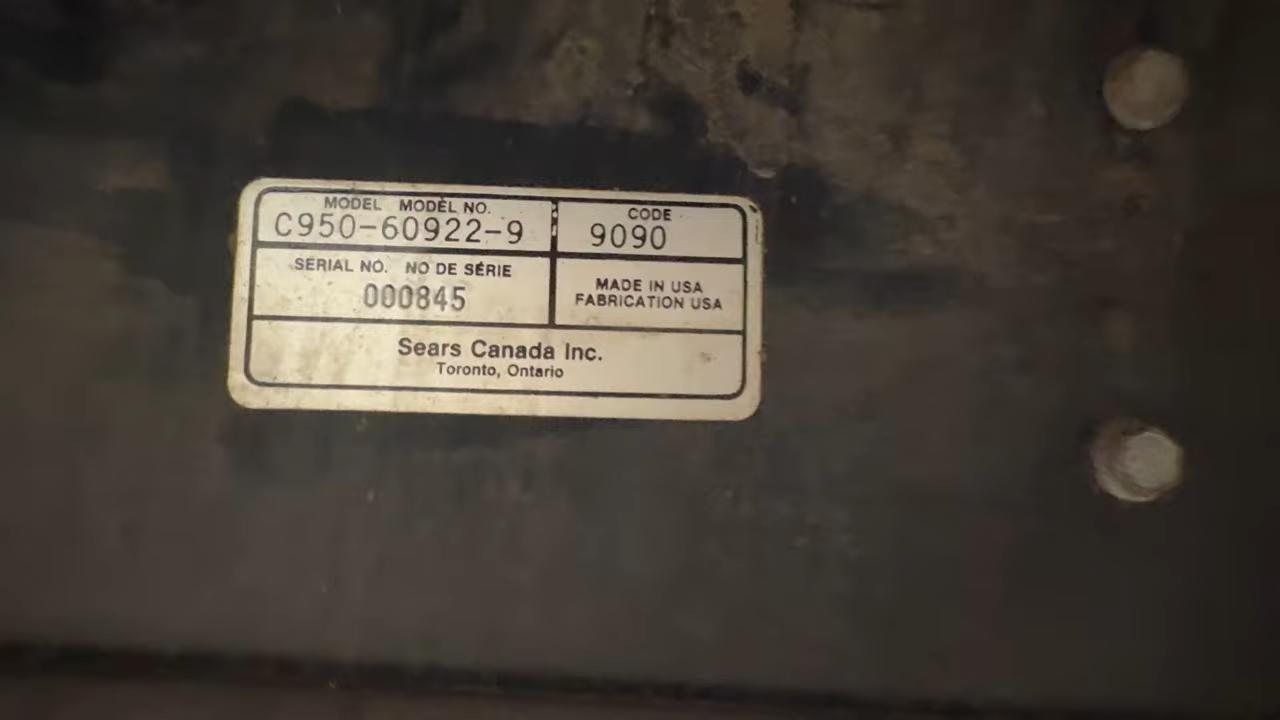 MODEL MODÈL NO.
C950-60922-9
CODE
9090
SERIAL NO. NO DE SÉRIE
000845
MADE IN USA
FABRICATION USA
Sears Canada Inc.
Toronto, Ontario